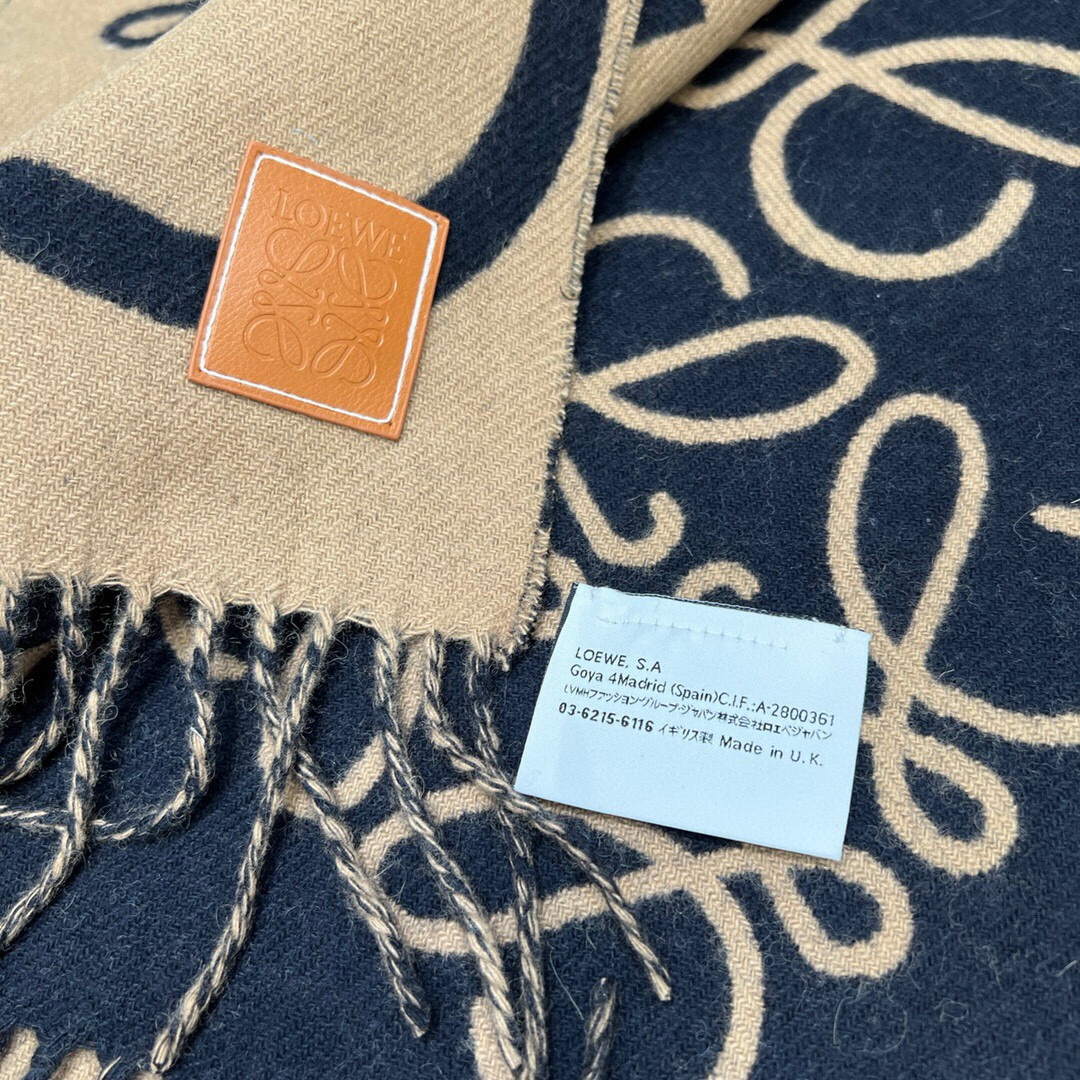 LOEWE
LOEWE, S.A
Goya 4Madrid (Spain)C.I.F.:A-2800361
LVMHファッション・グループ・ジャパン株式会社ロエベジャパン
03-6215-6116 イギリス製 Made in U.K.